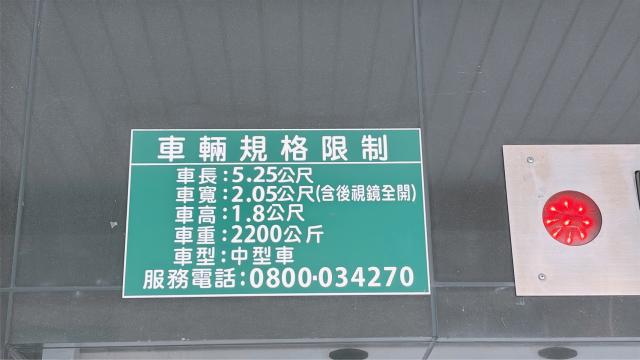 車輛規格限制
車長:5.25公尺
車寬:2.05公尺(含後視鏡全開)
車高:1.8公尺
車重:2200公斤
車型:中型車
服務電話:0800-034270